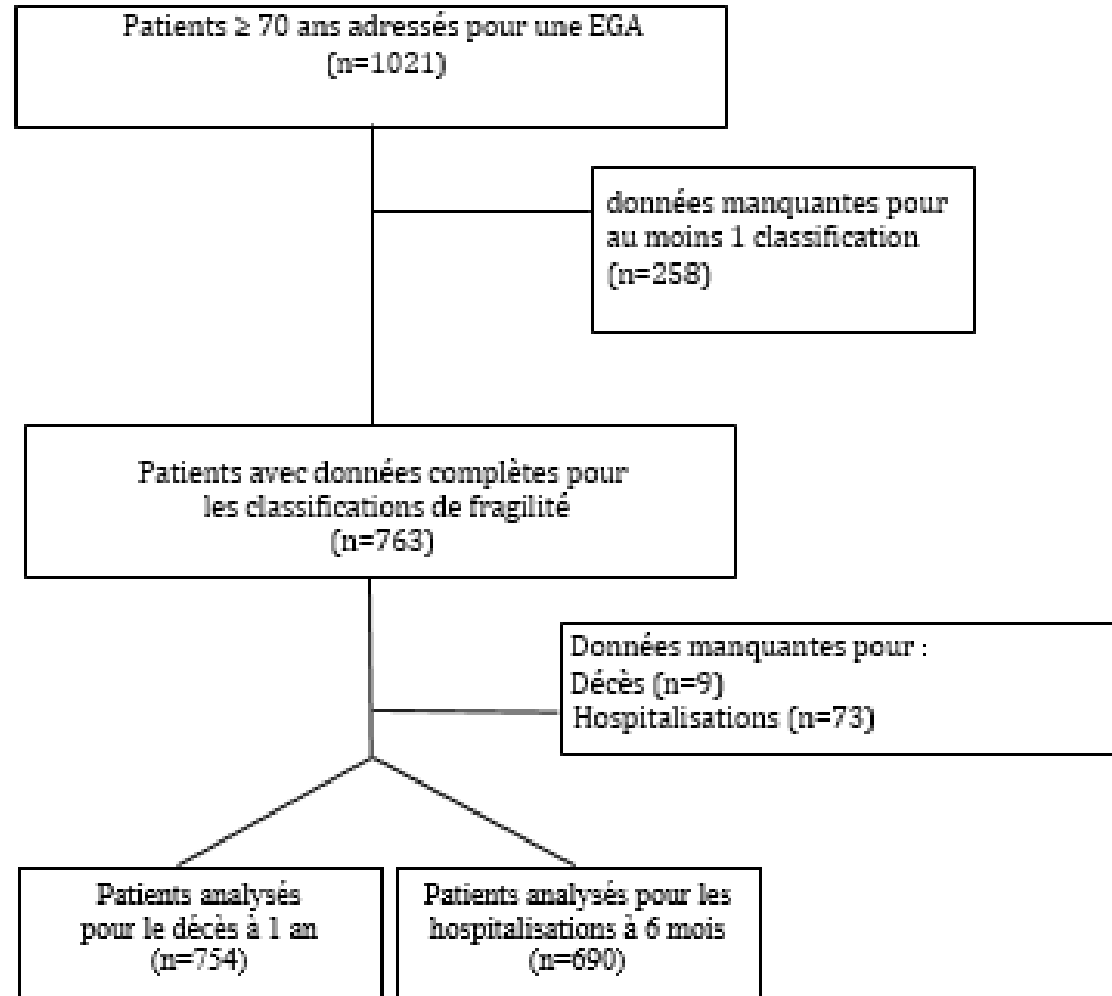 Patients ≥ 70 ans adressés pour une EGA
(n=1021)
données manquantes pour
au moins 1 classification
(n=258)
Patients avec données complètes pour
les classifications de fragilité
(n=763)
Données manquantes pour :
Décès (n=9)
Hospitalisations (n=73)
Patients analysés
pour le décès à 1 an
(n=754)
Patients analysés pour les
hospitalisations à 6 mois
(n=690)